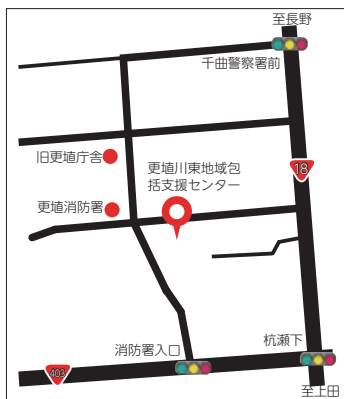 至長野
千曲警察署前
旧更埴庁舎
更埴川東地域包
括支援センター
18
更埴消防署
消防署入口
杭瀬下
403
至上田